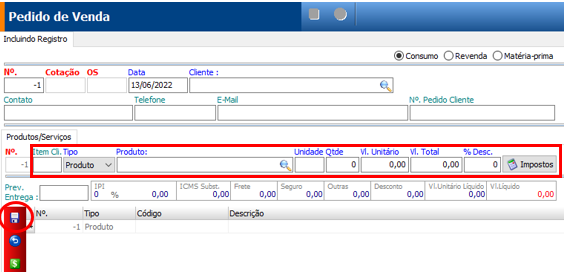 Pedido de Venda
Incluindo Registro
Consumo Revenda Matéria-prima
Nº. Cotação OS Data Cliente :
-1 13/06/2022
Contato Telefone E-Mail Nº. Pedido Cliente
Produtos/Serviços
Nº. Item Cli. Tipo Produto: Unidade Qtde Vl. Unitário Vl. Total % Desc.
-1 Produto 0 0,00 0,00 0 Impostos
Prev. Entrega : IPI ICMS Subst. Frete Seguro Outras Desconto Vl.Unitário Líquido Vl.Líquido
0 % 0,00 0,00 0,00 0,00 0,00 0,00 0,00 0,00
Nº. Tipo Código Descrição
-1 Produto